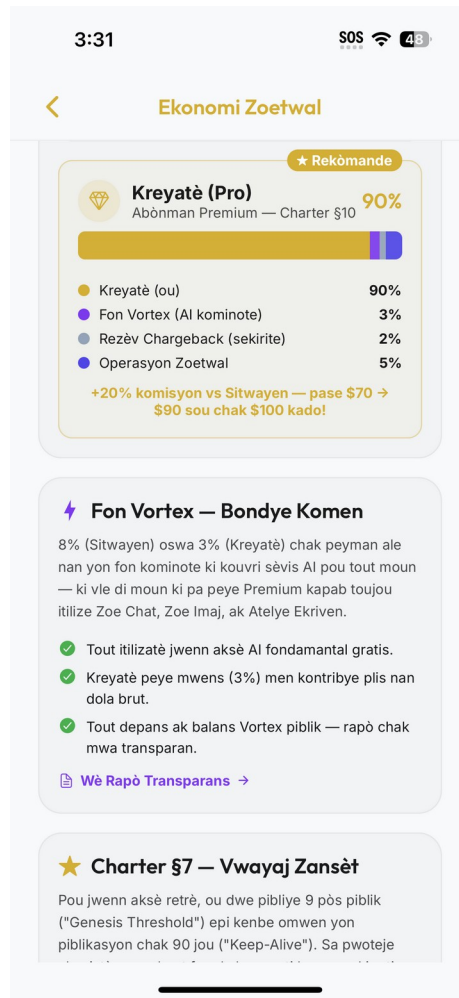 3:31
SOS
48
Ekonomi Zoetwal
★ Rekòmande
Kreyatè (Pro)
90%
Abònman Premium — Charter §10
Kreyatè (ou) 90%
Fon Vortex (AI kominote) 3%
Rezèv Chargeback (sekirite) 2%
Operasyon Zoetwal 5%
+20% komisyon vs Sitwayen — pase $70 →
$90 sou chak $100 kado!
Fon Vortex — Bondye Komen
8% (Sitwayen) oswa 3% (Kreyatè) chak peyman ale
nan yon fon kominote ki kouvri sèvis AI pou tout moun
— ki vle di moun ki pa peye Premium kapab toujou
itilize Zoe Chat, Zoe Imaj, ak Atelye Ekriven.
Tout itilizatè jwenn aksè AI fondamantal gratis.
Kreyatè peye mwens (3%) men kontribye plis nan
dola brut.
Tout depans ak balans Vortex piblik — rapò chak
mwa transparan.
Wè Rapò Transparans →
Charter §7 — Vwayaj Zansèt
Pou jwenn aksè retrè, ou dwe pibliye 9 pòs piblik
("Genesis Threshold") epi kenbe omwen yon
piblikasyon chak 90 jou ("Keep-Alive"). Sa pwoteje